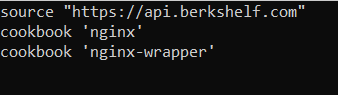 source "https://api.berkshelf.com"
cookbook 'nginx'
cookbook 'nginx-wrapper'